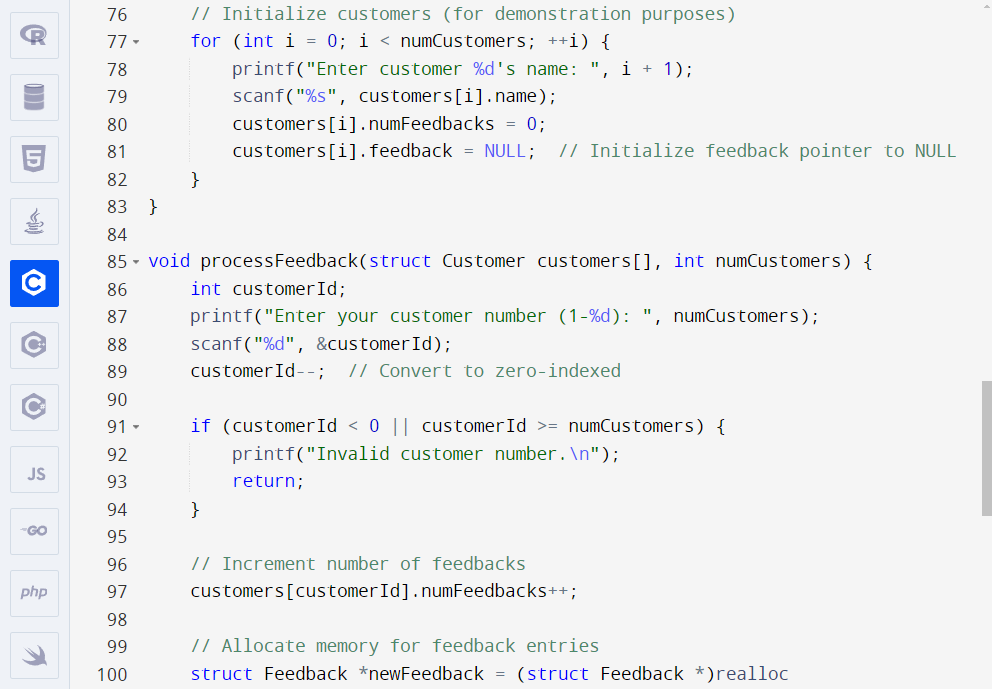 R
76 // Initialize customers (for demonstration purposes)
77 for (int i = 0; i < numCustomers; ++i) {
78 printf("Enter customer %d's name: ", i + 1);
79 scanf("%s", customers[i].name);
80 customers[i].numFeedbacks = 0;
5
81 customers[i].feedback = NULL; // Initialize feedback pointer to NULL
82 }
83 }
84
85 void processFeedback(struct Customer customers[], int numCustomers) {
C
86 int customerId;
87 printf("Enter your customer number (1-%d): ", numCustomers);
88 scanf("%d", &customerId);
C++
89 customerId--; // Convert to zero-indexed
90
C#
91 if (customerId < 0 || customerId >= numCustomers) {
92 printf("Invalid customer number.\n");
JS
93 return;
94 }
GO
95
96 // Increment number of feedbacks
php
97 customers[customerId].numFeedbacks++;
98
99 // Allocate memory for feedback entries
100 struct Feedback *newFeedback = (struct Feedback *)realloc